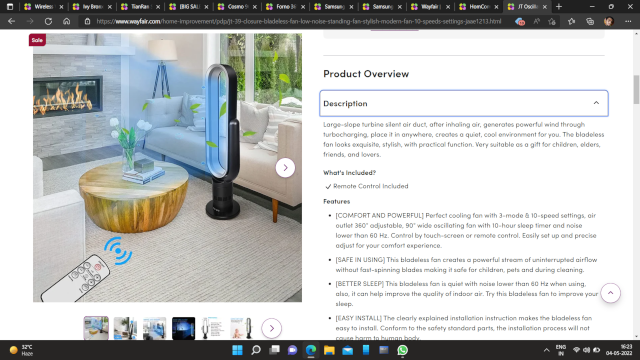 Wireless
Ivy Bronx
TianRan
(BIG SAL
Cosmo 9
Forno 3
Samsung
Samsung
Wayfair
HomCon
JT Oscilla
https://www.wayfair.com/home-improvement/pdp/jt-39-closure-bladeless-fan-low-noise-standing-fan-stylish-modern-fan-10-speeds-settings-jaae1213.html
Sale
Product Overview
Description
Large-slope turbine silent air duct, after inhaling air, generates powerful wind through
turbocharging, place it in anywhere, creates a quiet, cool environment for you. The bladeless
fan looks exquisite, stylish, with practical function. Very suitable as a gift for children, elders,
friends, and lovers.
What's Included?
Remote Control Included
Features
[COMFORT AND POWERFUL] Perfect cooling fan with 3-mode & 10-speed settings, air
outlet 360° adjustable, 90° wide oscillating fan with 10-hour sleep timer and noise
lower than 60 Hz. Control by touch-screen or remote control. Easily set up and precise
adjust for your comfort experience.
[SAFE IN USING] This bladeless fan creates a powerful stream of uninterrupted airflow
without fast-spinning blades making it safe for children, pets and during cleaning.
[BETTER SLEEP] This bladeless fan is quiet with noise lower than 60 Hz when using,
also, it can help improve the quality of indoor air. Try this bladeless fan to improve your
sleep.
[EASY INSTALL] The clearly explained installation instruction makes the bladeless fan
easy to install. Conform to the safety standard parts, the installation process will not
cause harm to human body.
32°C
Haze
ENG
IN
16:23
04-05-2022